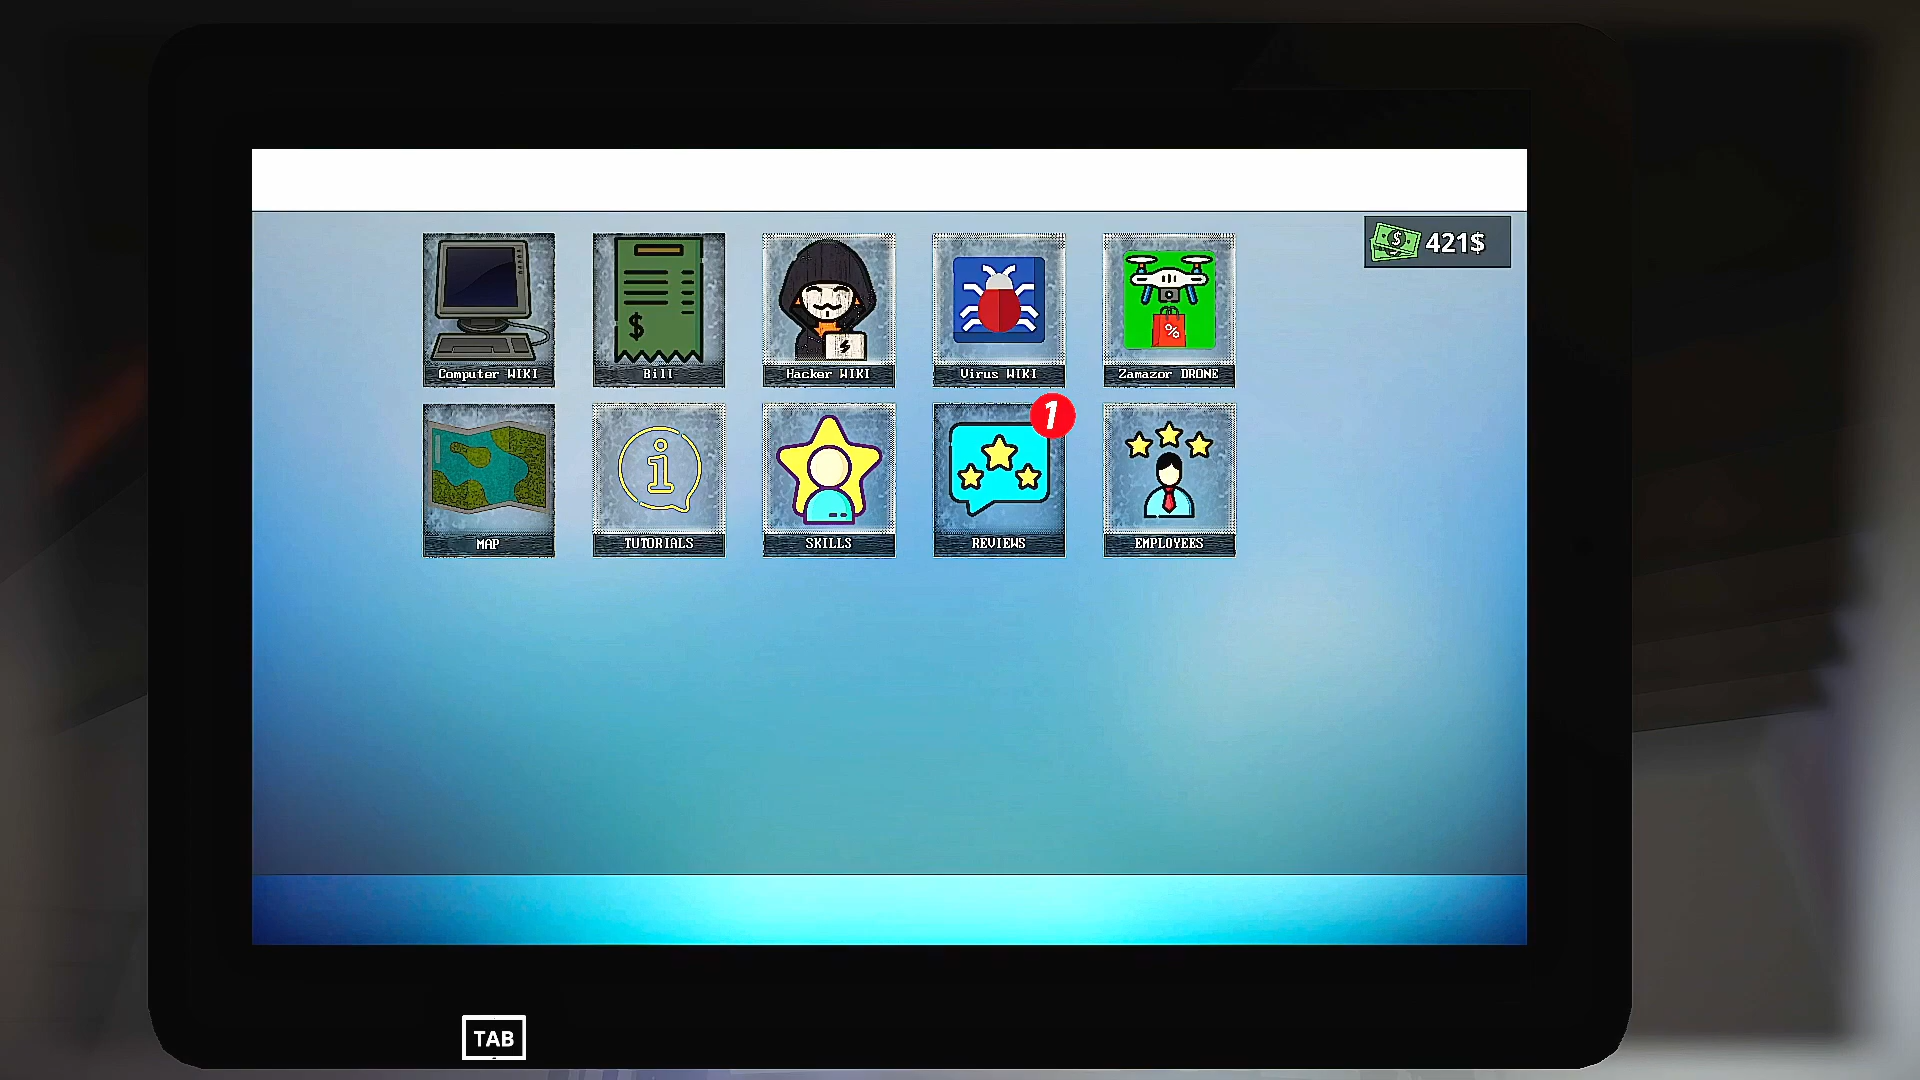 421$
$
Computer WIKI
Bill
Hacker WIKI
Virus WIKI
%
Zamazor DRONE
1
MAP
TUTORIALS
SKILLS
REVIEWS
EMPLOYEES
TAB